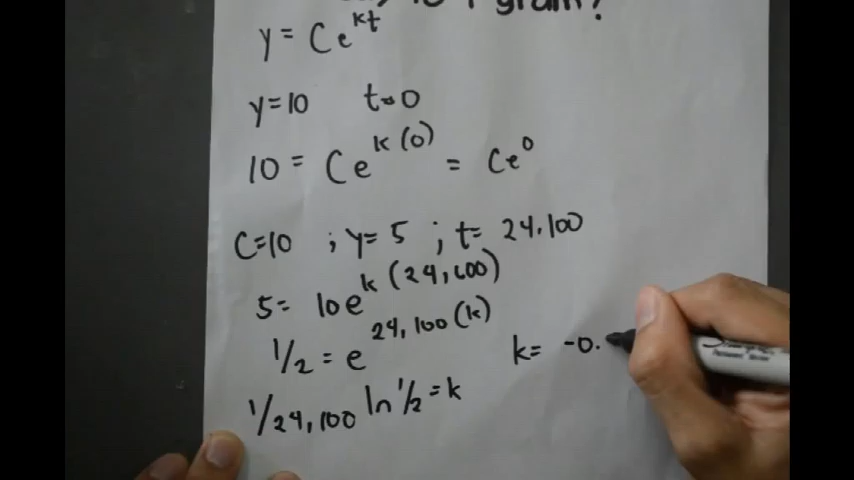 gram?
y = Ce^kt
y=10 t=0
10 = Ce^k(0) = Ce^0
C=10 ; y= 5 ; t= 24,100
5= 10e^k(24,100)
1/2 = e^24,100(k)
k= -0.
1/24,100 ln 1/2 = k